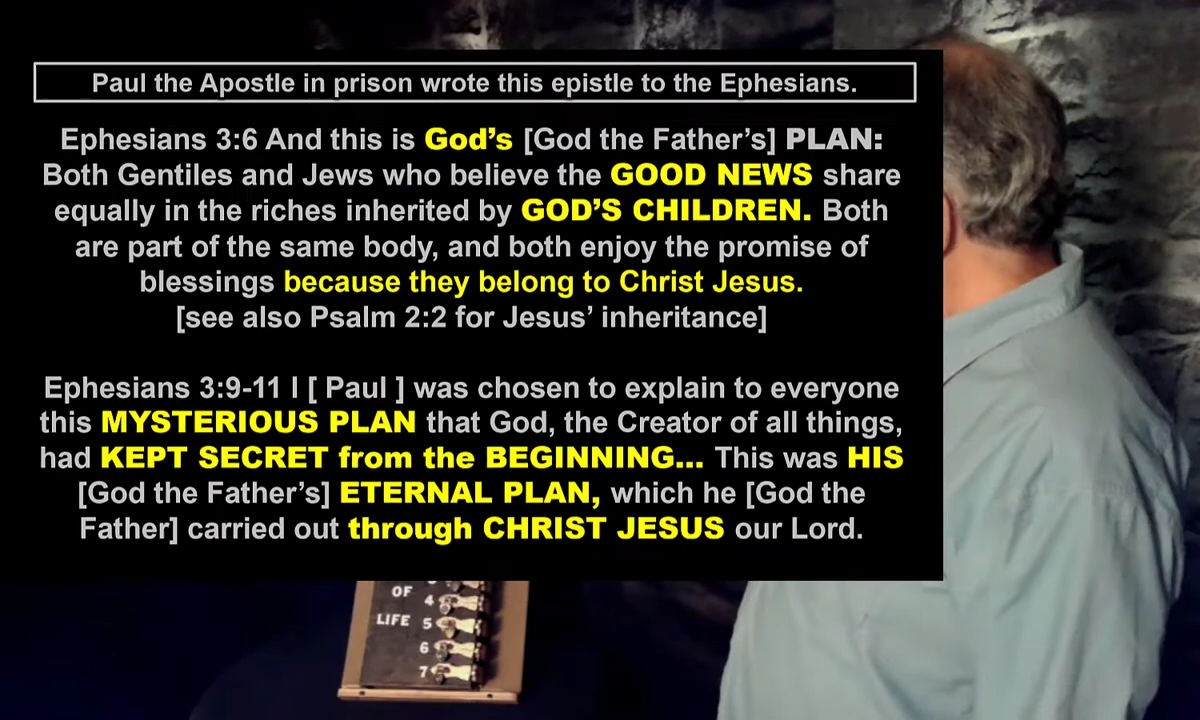 Paul the Apostle in prison wrote this epistle to the Ephesians.
Ephesians 3:6 And this is God's [God the Father's] PLAN:
Both Gentiles and Jews who believe the GOOD NEWS share
equally in the riches inherited by GOD'S CHILDREN. Both
are part of the same body, and both enjoy the promise of
blessings because they belong to Christ Jesus.
[see also Psalm 2:2 for Jesus' inheritance]
Ephesians 3:9-11 I [ Paul ] was chosen to explain to everyone
this MYSTERIOUS PLAN that God, the Creator of all things,
had KEPT SECRET from the BEGINNING... This was HIS
[God the Father's] ETERNAL PLAN, which he [God the
Father] carried out through CHRIST JESUS our Lord.
OF 4
LIFE 5
6
7